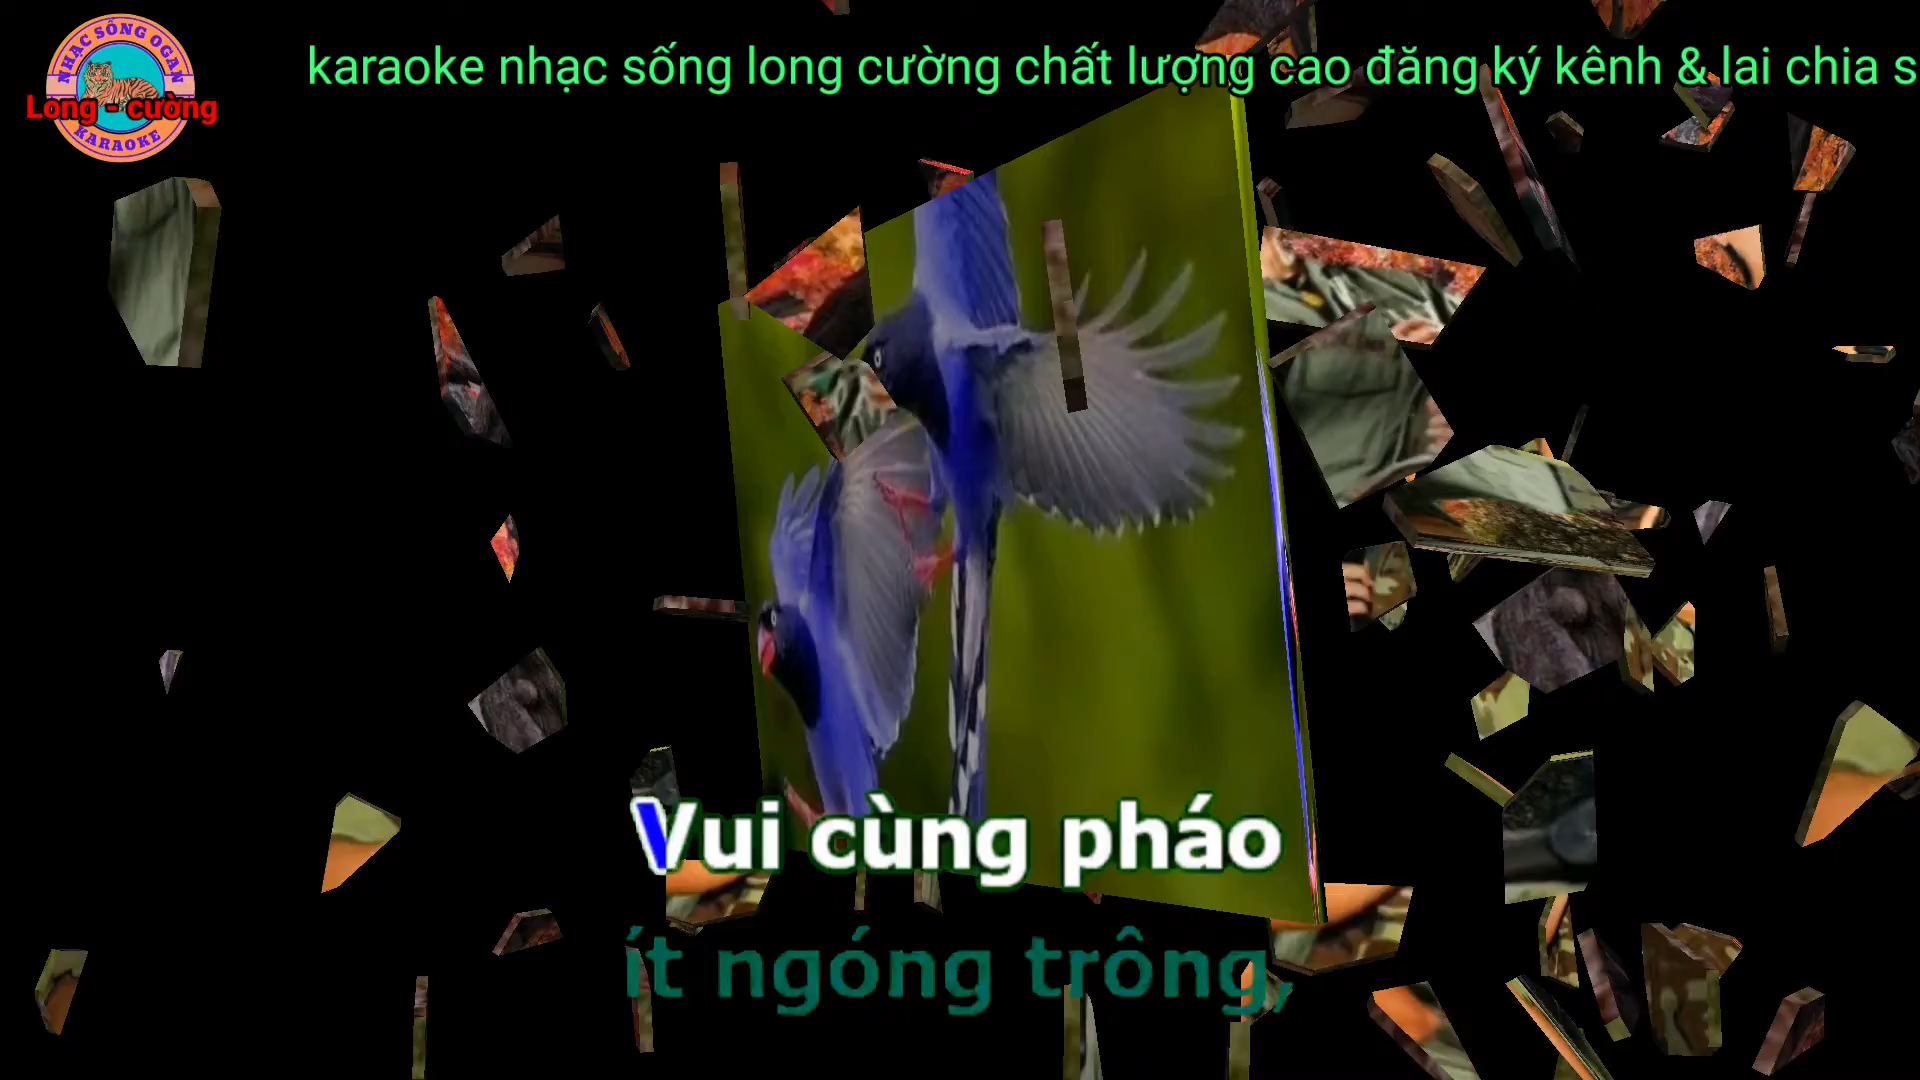 NHẠC SỐNG OGAN
Long - cường
KARAOKE
karaoke nhạc sống long cường chất lượng cao đăng ký kênh & lai chia s
Vui cùng pháo
ít ngóng trông,